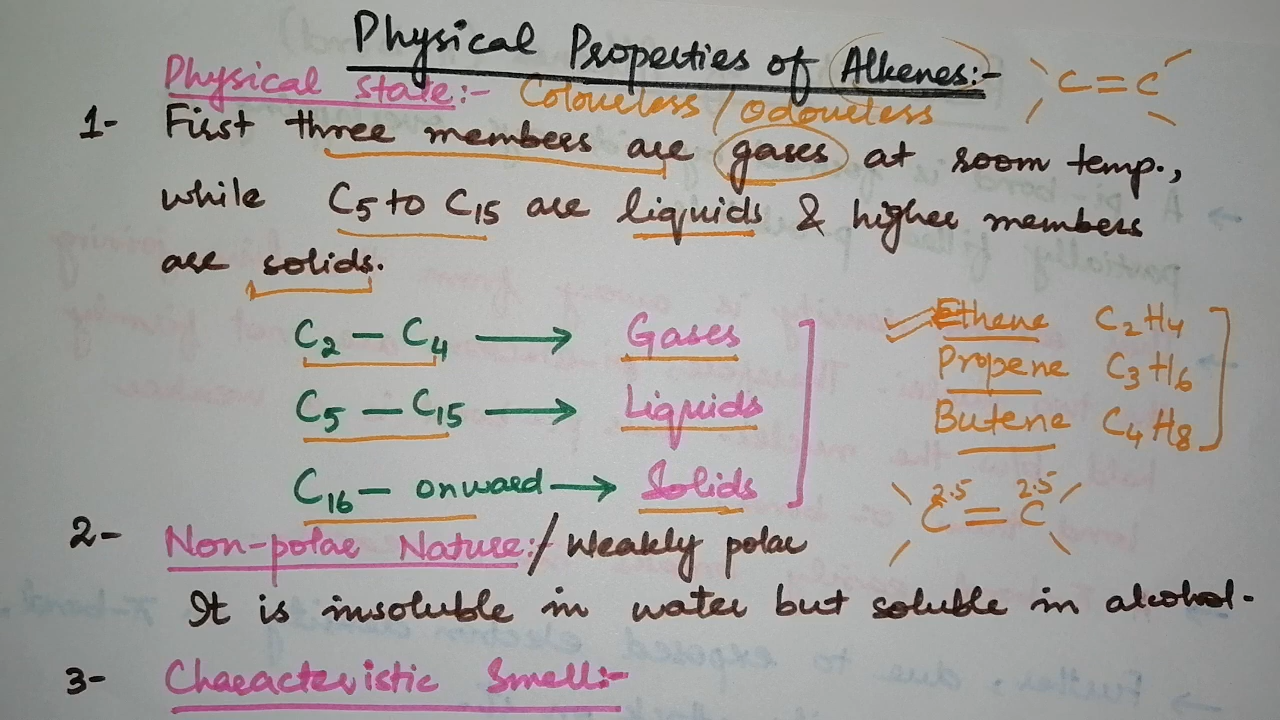 Physical Properties of Alkenes:-
Physical state:- Colourless / Odourless
C=C
1- First three members are gases at room temp.,
while C5 to C15 are liquids & higher members
are solids.
C2 — C4 → Gases
C5 — C15 → Liquids
C16 — onward → Solids
Ethene C2H4
Propene C3H6
Butene C4H8
2.5 2.5
C=C
2- Non-polar Nature:/ Weakly polar
It is insoluble in water but soluble in alcohol.
3- Characteristic Smell:-